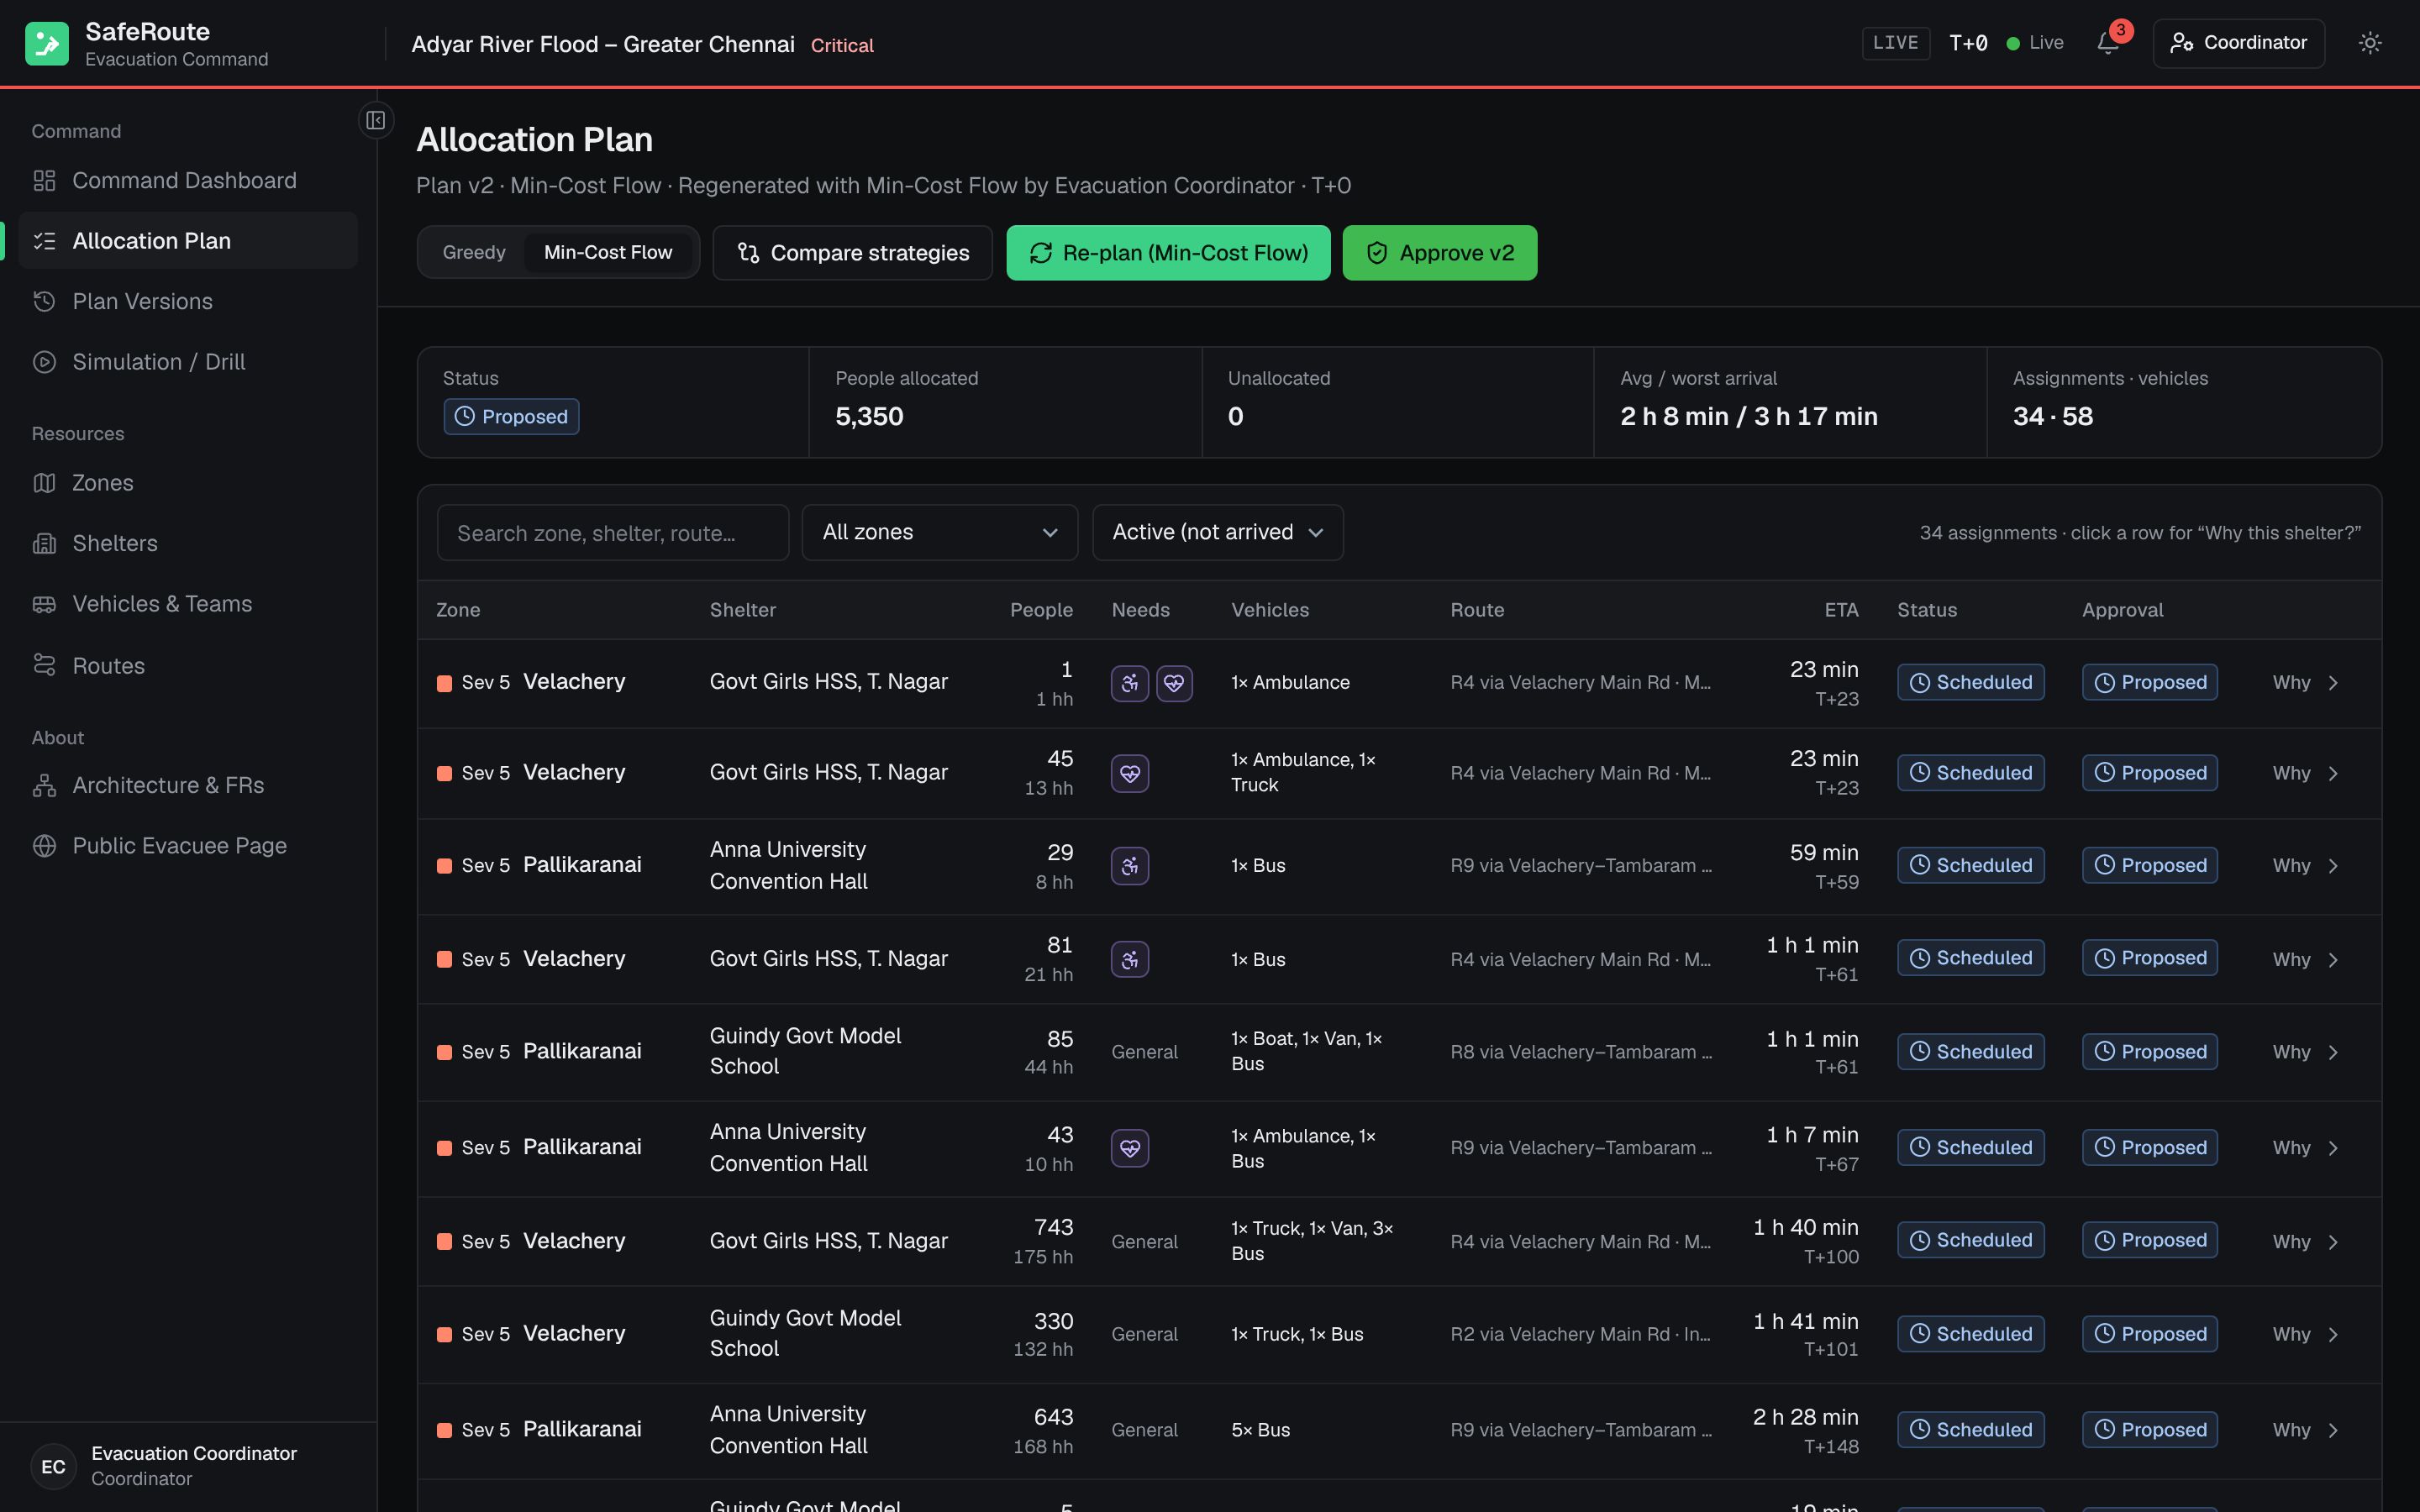 SafeRoute
Evacuation Command
Adyar River Flood – Greater Chennai Critical
LIVE T+0 Live 3 Coordinator
Command
Command Dashboard
Allocation Plan
Plan Versions
Simulation / Drill
Resources
Zones
Shelters
Vehicles & Teams
Routes
About
Architecture & FRs
Public Evacuee Page
EC
Evacuation Coordinator
Coordinator
Allocation Plan
Plan v2 · Min-Cost Flow · Regenerated with Min-Cost Flow by Evacuation Coordinator · T+0
Greedy Min-Cost Flow Compare strategies Re-plan (Min-Cost Flow) Approve v2
Status
Proposed
People allocated
5,350
Unallocated
0
Avg / worst arrival
2 h 8 min / 3 h 17 min
Assignments · vehicles
34 · 58
Search zone, shelter, route... All zones Active (not arrived 34 assignments · click a row for “Why this shelter?”
Zone Shelter People Needs Vehicles Route ETA Status Approval
Sev 5 Velachery Govt Girls HSS, T. Nagar 1 1× Ambulance R4 via Velachery Main Rd · M... 23 min Scheduled Proposed Why
1 hh T+23
Sev 5 Velachery Govt Girls HSS, T. Nagar 45 1× Ambulance, 1× R4 via Velachery Main Rd · M... 23 min Scheduled Proposed Why
13 hh Truck T+23
Sev 5 Pallikaranai Anna University 29 1× Bus R9 via Velachery–Tambaram ... 59 min Scheduled Proposed Why
Convention Hall 8 hh T+59
Sev 5 Velachery Govt Girls HSS, T. Nagar 81 1× Bus R4 via Velachery Main Rd · M... 1 h 1 min Scheduled Proposed Why
21 hh T+61
Sev 5 Pallikaranai Guindy Govt Model 85 General 1× Boat, 1× Van, 1× R8 via Velachery–Tambaram ... 1 h 1 min Scheduled Proposed Why
School 44 hh Bus T+61
Sev 5 Pallikaranai Anna University 43 1× Ambulance, 1× R9 via Velachery–Tambaram ... 1 h 7 min Scheduled Proposed Why
Convention Hall 10 hh Bus T+67
Sev 5 Velachery Govt Girls HSS, T. Nagar 743 General 1× Truck, 1× Van, 3× R4 via Velachery Main Rd · M... 1 h 40 min Scheduled Proposed Why
175 hh Bus T+100
Sev 5 Velachery Guindy Govt Model 330 General 1× Truck, 1× Bus R2 via Velachery Main Rd · In... 1 h 41 min Scheduled Proposed Why
School 132 hh T+101
Sev 5 Pallikaranai Anna University 643 General 5× Bus R9 via Velachery–Tambaram ... 2 h 28 min Scheduled Proposed Why
Convention Hall 168 hh T+148
Guindy Govt Model 5 19 min